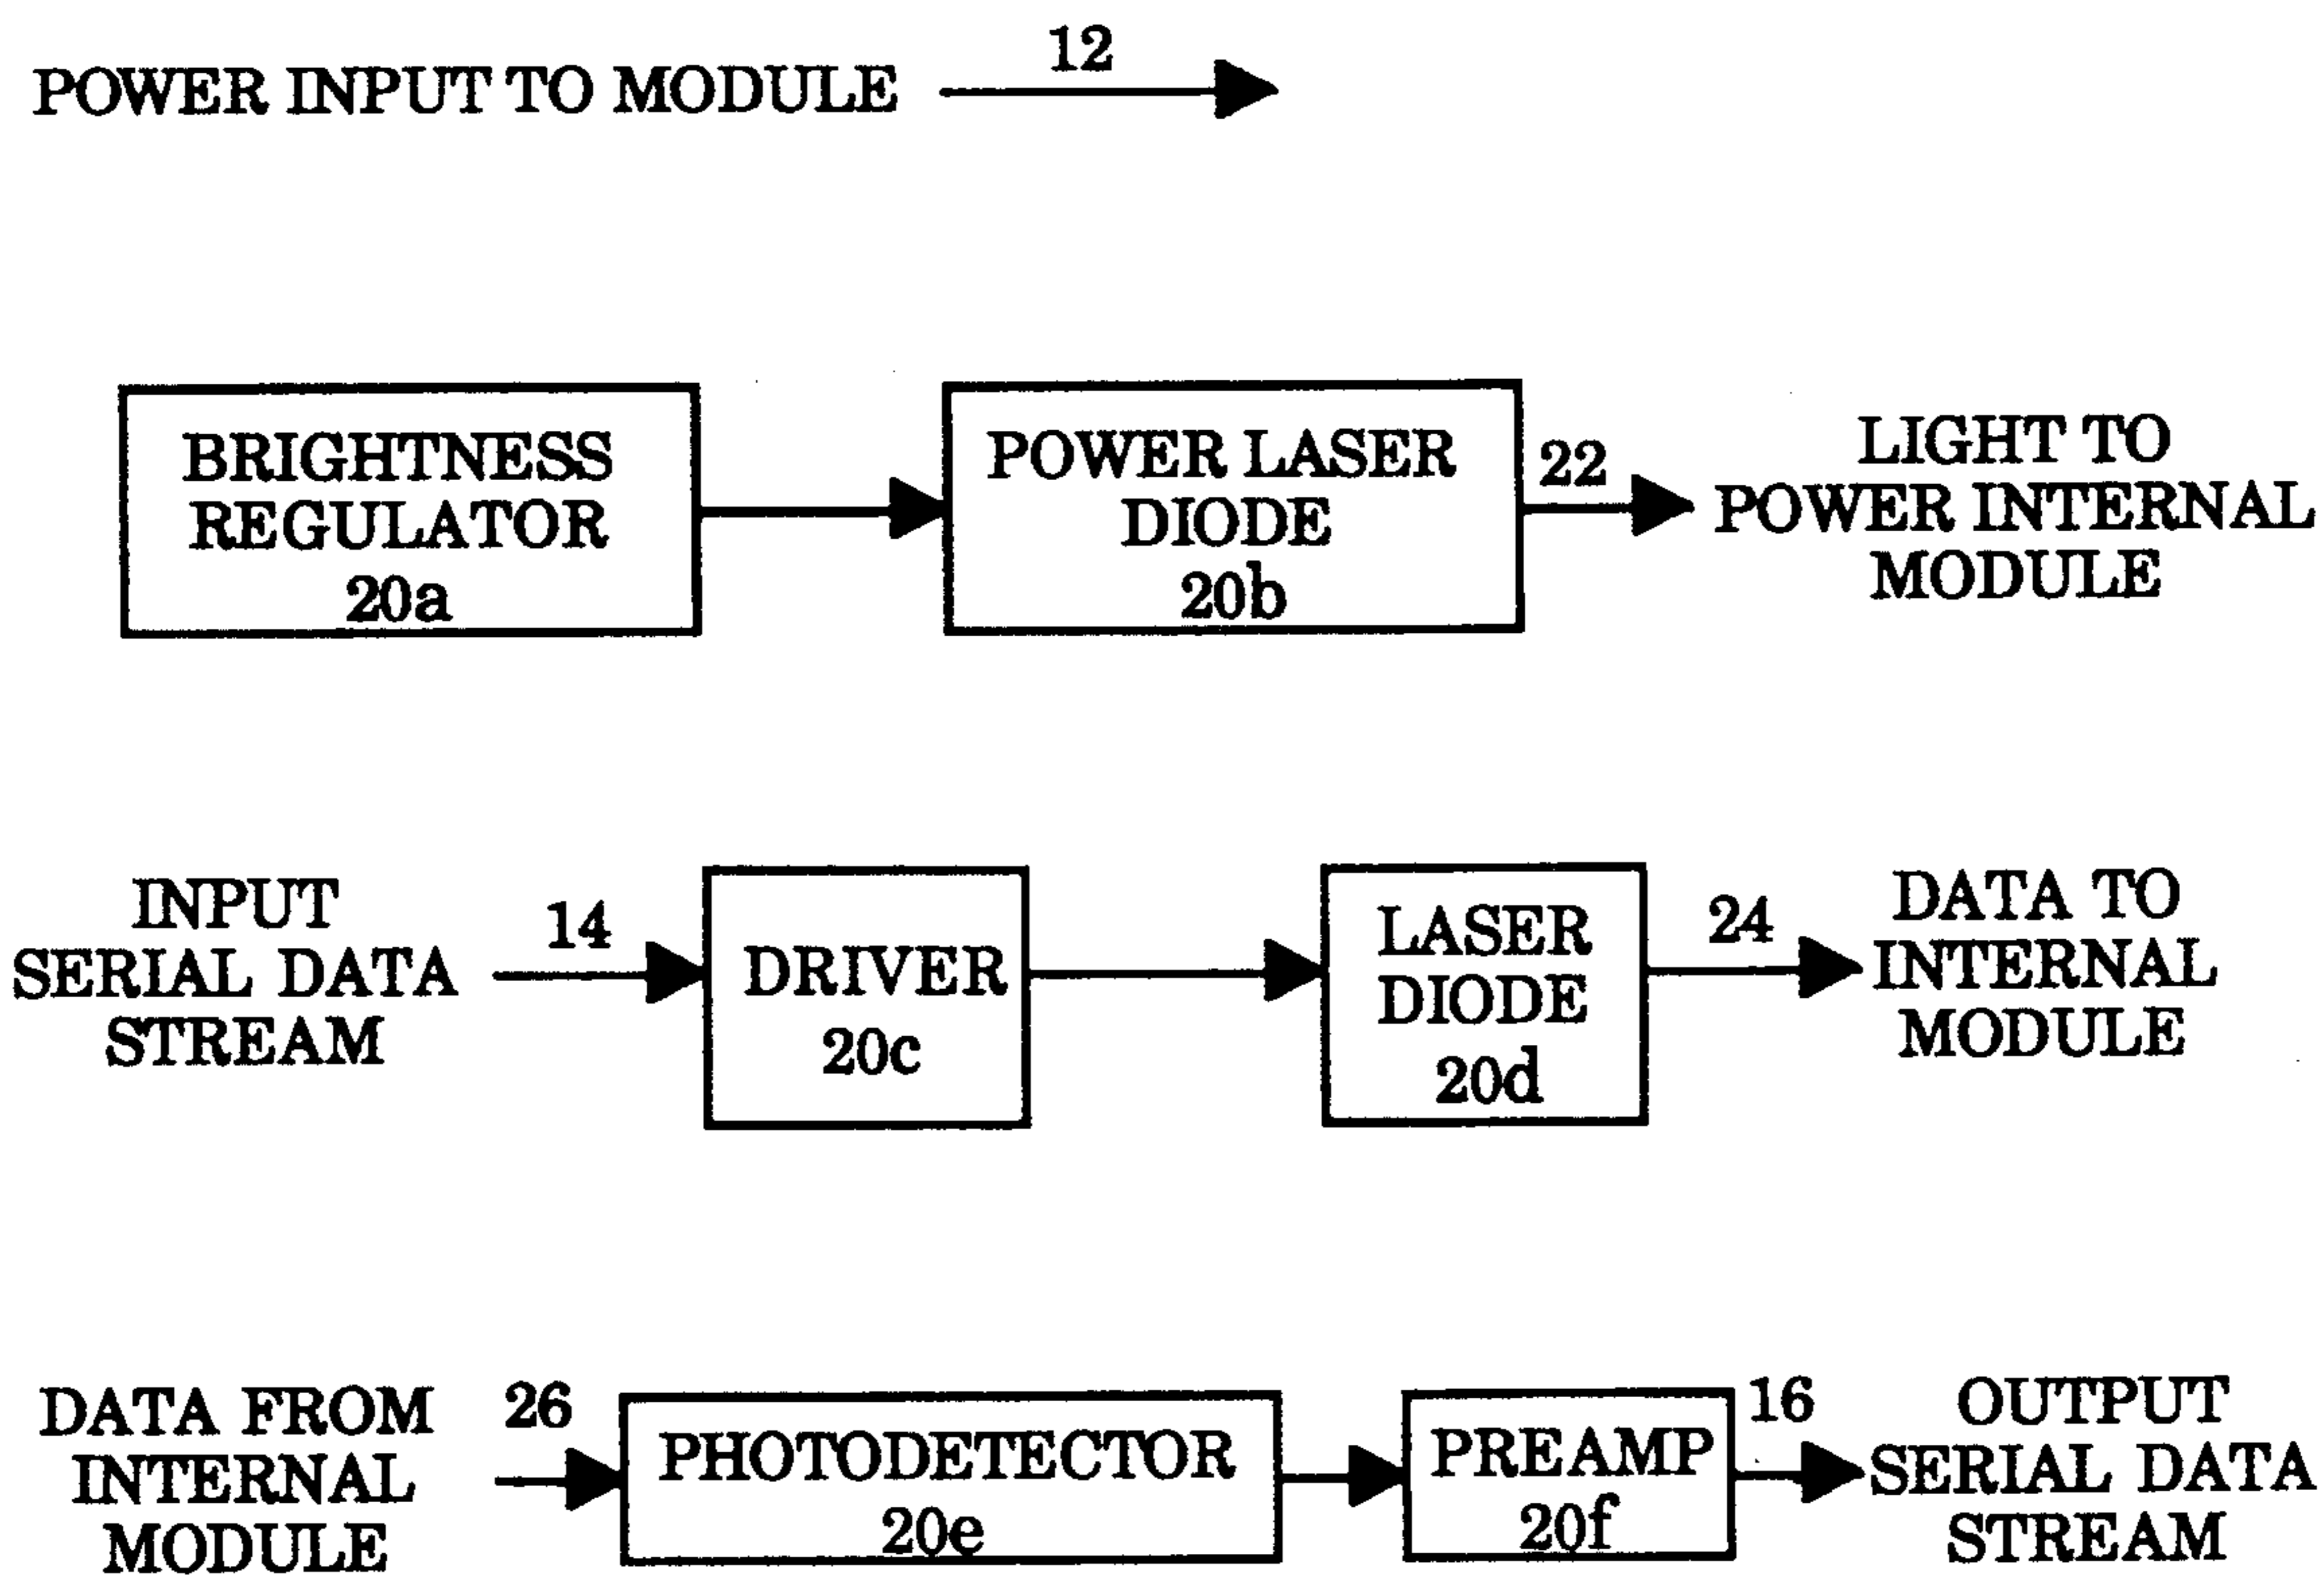 POWER INPUT TO MODULE
12
BRIGHTNESS
REGULATOR
20a
POWER LASER
DIODE
20b
22
LIGHT TO
POWER INTERNAL
MODULE
INPUT
SERIAL DATA
STREAM
14
DRIVER
20c
LASER
DIODE
20d
24
DATA TO
INTERNAL
MODULE
DATA FROM
INTERNAL
MODULE
26
PHOTODETECTOR
20e
PREAMP
20f
16
OUTPUT
SERIAL DATA
STREAM